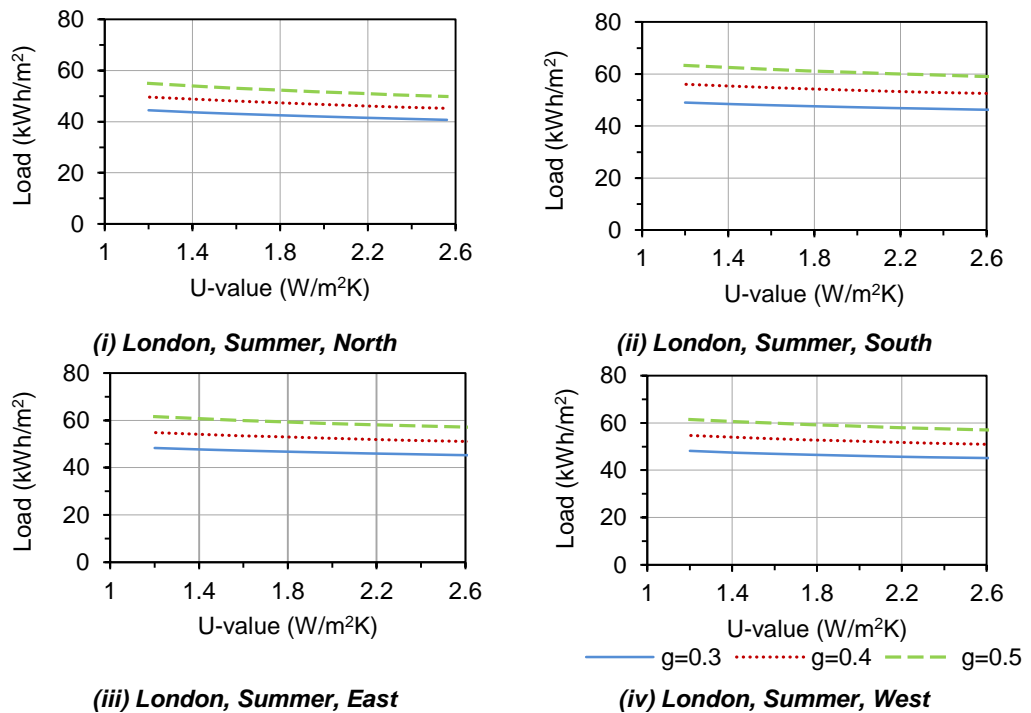 80
60
40
20
0
Load (kWh/m²)
1 1.4 1.8 2.2 2.6
U-value (W/m²K)
(i) London, Summer, North
80
60
40
20
0
Load (kWh/m²)
1 1.4 1.8 2.2 2.6
U-value (W/m²K)
(ii) London, Summer, South
80
60
40
20
0
Load (kWh/m²)
1 1.4 1.8 2.2 2.6
U-value (W/m²K)
(iii) London, Summer, East
80
60
40
20
0
Load (kWh/m²)
1 1.4 1.8 2.2 2.6
U-value (W/m²K)
g=0.3 g=0.4 g=0.5
(iv) London, Summer, West